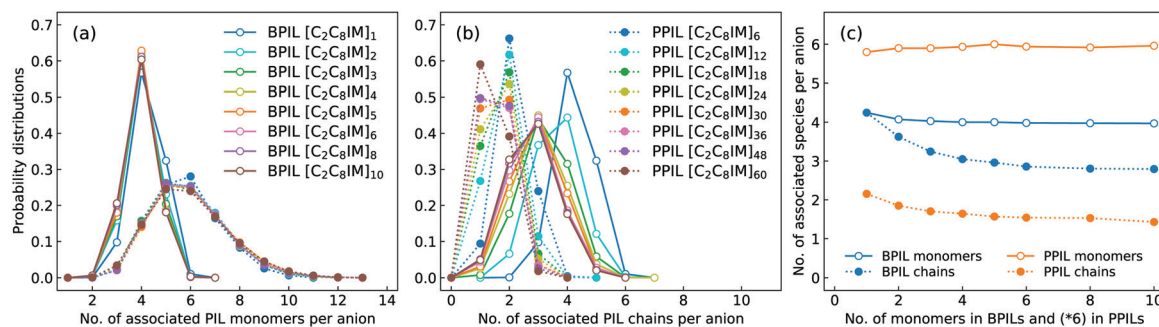 (a)
Probability distributions
0.7
0.6
0.5
0.4
0.3
0.2
0.1
0.0
2 4 6 8 10 12 14
No. of associated PIL monomers per anion
BPIL [C₂C₈IM]₁
BPIL [C₂C₈IM]₂
BPIL [C₂C₈IM]₃
BPIL [C₂C₈IM]₄
BPIL [C₂C₈IM]₅
BPIL [C₂C₈IM]₆
BPIL [C₂C₈IM]₈
BPIL [C₂C₈IM]₁₀
(b)
0.7
0.6
0.5
0.4
0.3
0.2
0.1
0.0
0 2 4 6 8 10
No. of associated PIL chains per anion
PPIL [C₂C₈IM]₆
PPIL [C₂C₈IM]₁₂
PPIL [C₂C₈IM]₁₈
PPIL [C₂C₈IM]₂₄
PPIL [C₂C₈IM]₃₀
PPIL [C₂C₈IM]₃₆
PPIL [C₂C₈IM]₄₈
PPIL [C₂C₈IM]₆₀
(c)
No. of associated species per anion
6
5
4
3
2
1
0
0 2 4 6 8 10
No. of monomers in BPILs and (*6) in PPILs
BPIL monomers
BPIL chains
PPIL monomers
PPIL chains